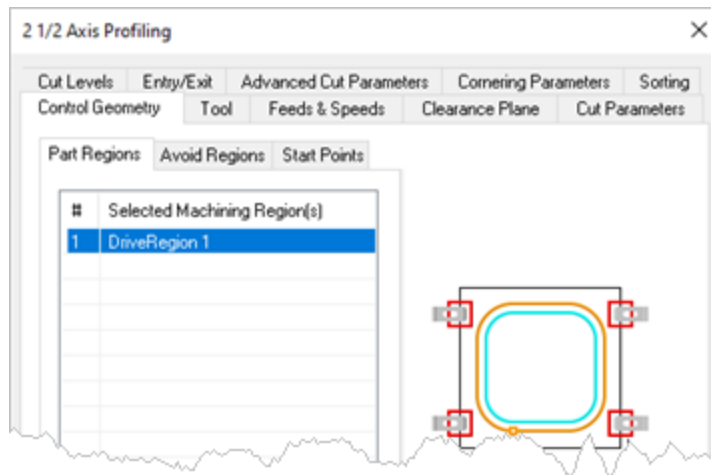 2 1/2 Axis Profiling
Cut Levels Entry/Exit Advanced Cut Parameters Cornering Parameters Sorting
Control Geometry Tool Feeds & Speeds Clearance Plane Cut Parameters
Part Regions Avoid Regions Start Points
# Selected Machining Region(s)
1 DriveRegion 1